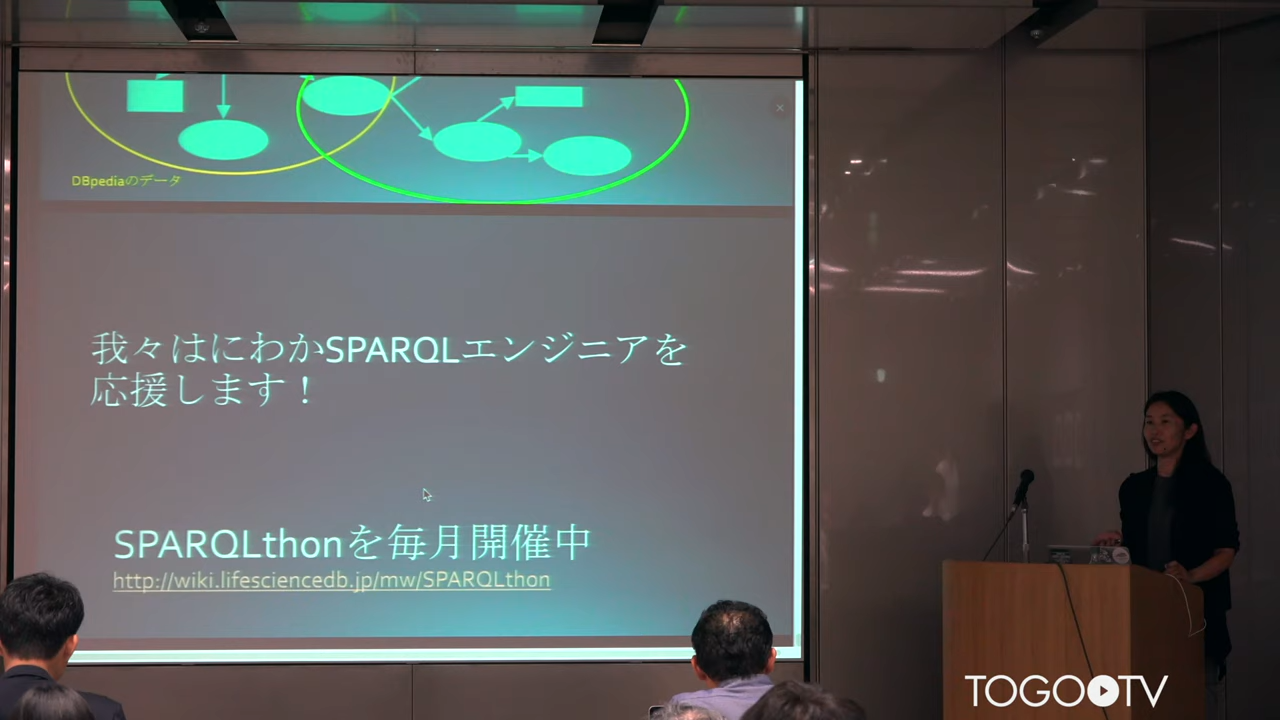 DBpediaのデータ
我々はにわかSPARQLエンジニアを
応援します！
SPARQLthonを毎月開催中
http://wiki.lifesciencedb.jp/mw/SPARQLthon
TOGOTV